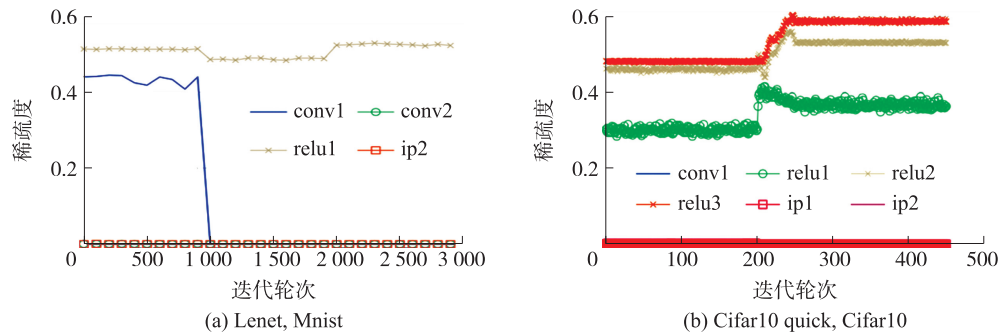 0.6
0.4
0.2
0
500
1 000
1 500
2 000
2 500
3 000
稀疏度
迭代轮次
conv1
conv2
relu1
ip2
(a) Lenet, Mnist
0.6
0.4
0.2
0
100
200
300
400
500
稀疏度
迭代轮次
conv1
relu1
relu2
relu3
ip1
ip2
(b) Cifar10 quick, Cifar10